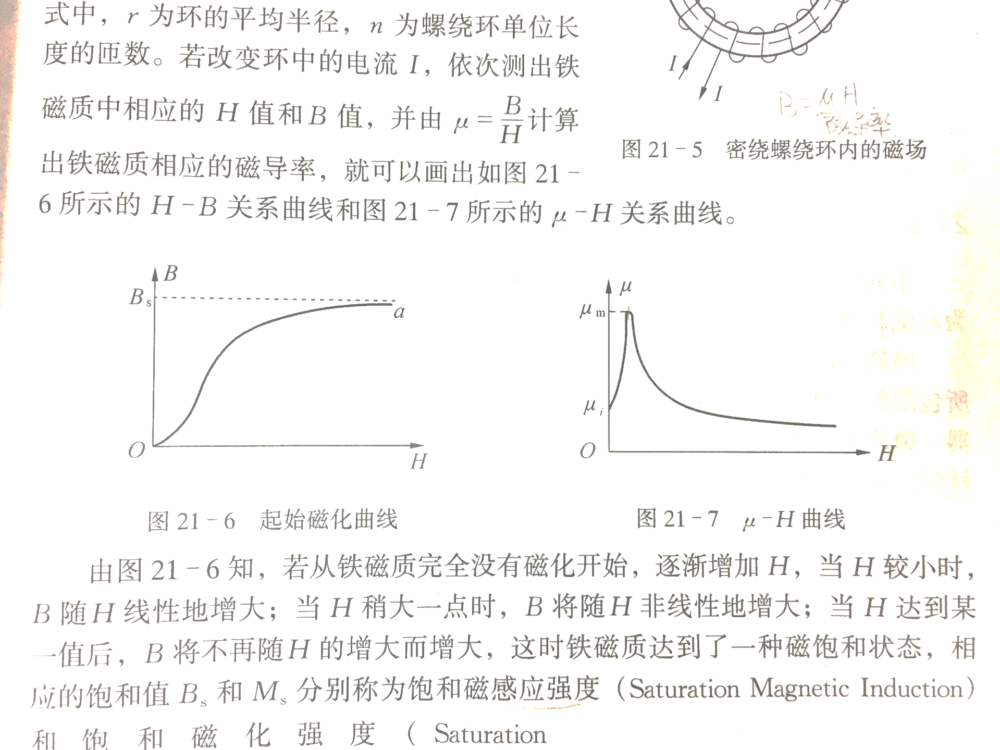 式中，r 为环的平均半径，n 为螺绕环单位长
度的匝数。若改变环中的电流 I，依次测出铁
磁质中相应的 H 值和 B 值，并由 μ = B/H 计算
出铁磁质相应的磁导率，就可以画出如图 21 -
6 所示的 H - B 关系曲线和图 21 - 7 所示的 μ - H 关系曲线。
I
I
B = μ H
磁导率
图 21 - 5 密绕螺绕环内的磁场
B
Bs
a
O
H
图 21 - 6 起始磁化曲线
μ
μm
μi
O
H
图 21 - 7 μ - H 曲线
由图 21 - 6 知，若从铁磁质完全没有磁化开始，逐渐增加 H，当 H 较小时，
B 随 H 线性地增大；当 H 稍大一点时，B 将随 H 非线性地增大；当 H 达到某
一值后，B 将不再随 H 的增大而增大，这时铁磁质达到了一种磁饱和状态，相
应的饱和值 Bs 和 Ms 分别称为饱和磁感应强度（Saturation Magnetic Induction）
和饱和磁化强度（Saturation